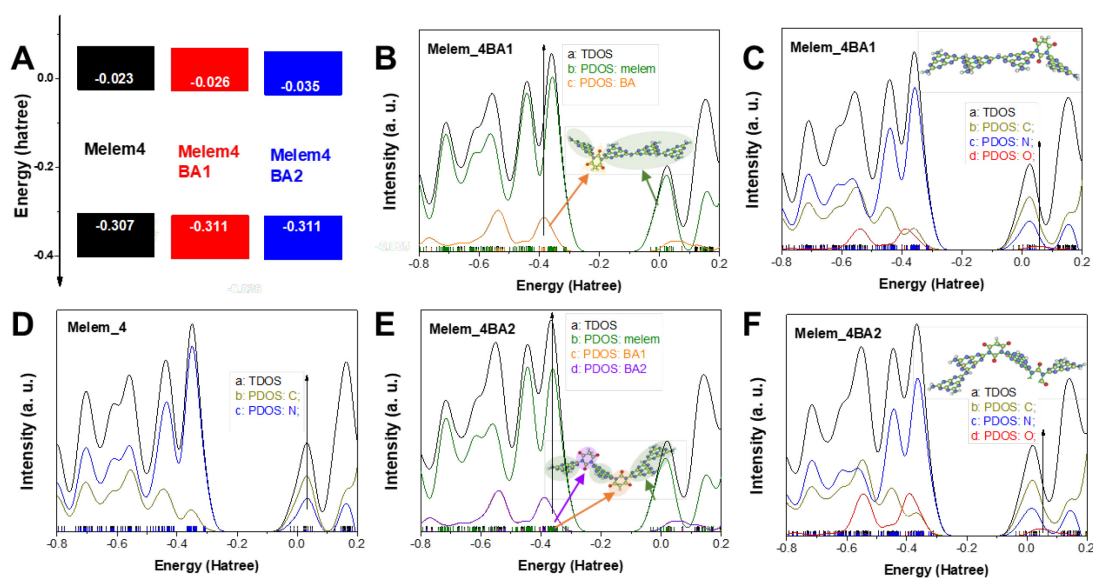 A
Energy (hatree)
0.0
-0.2
-0.4
-0.023
-0.026
-0.035
Melem4
Melem4
BA1
Melem4
BA2
-0.307
-0.311
-0.311
-0.026
B
Melem_4BA1
a: TDOS
b: PDOS: melem
c: PDOS: BA
Intensity (a. u.)
-0.8 -0.6 -0.4 -0.2 0.0 0.2
Energy (Hatree)
C
Melem_4BA1
a: TDOS
b: PDOS: C;
c: PDOS: N;
d: PDOS: O;
Intensity (a. u.)
-0.8 -0.6 -0.4 -0.2 0.0 0.2
Energy (Hatree)
D
Melem_4
a: TDOS
b: PDOS: C;
c: PDOS: N;
Intensity (a. u.)
-0.8 -0.6 -0.4 -0.2 0.0 0.2
Energy (Hatree)
E
Melem_4BA2
a: TDOS
b: PDOS: melem
c: PDOS: BA1
d: PDOS: BA2
Intensity (a. u.)
-0.8 -0.6 -0.4 -0.2 0.0 0.2
Energy (Hatree)
F
Melem_4BA2
a: TDOS
b: PDOS: C;
c: PDOS: N;
d: PDOS: O;
Intensity (a. u.)
-0.8 -0.6 -0.4 -0.2 0.0 0.2
Energy (Hatree)